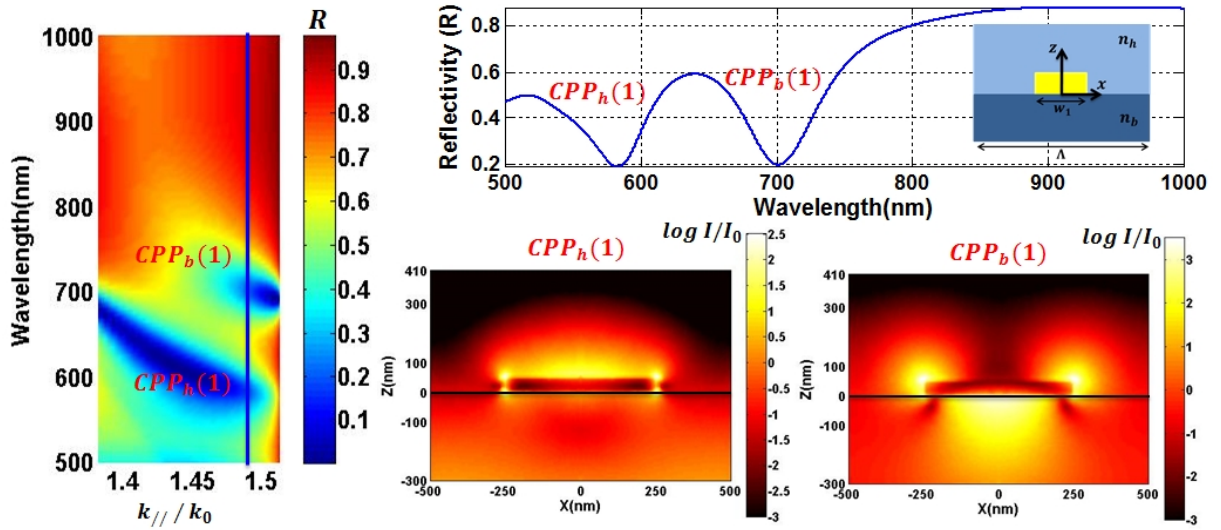 R
1000
900
800
700
600
500
Wavelength(nm)
CPP_b(1)
CPP_h(1)
1.4 1.45 1.5
k_// / k_0
0.9
0.8
0.7
0.6
0.5
0.4
0.3
0.2
0.1
Reflectivity (R)
0.8
0.6
0.4
0.2
CPP_h(1)
CPP_b(1)
500 600 700 800 900 1000
Wavelength(nm)
n_h
z
x
w_1
n_b
Λ
CPP_h(1)
log I/I_0
410
300
200
100
0
-100
-300
Z(nm)
-500 -250 0 250 500
X(nm)
2.5
2
1.5
1
0.5
0
-0.5
-1
-1.5
-2
-2.5
-3
CPP_b(1)
log I/I_0
410
300
200
100
0
-100
-200
-300
Z(nm)
-500 -250 0 250 500
X(nm)
3
2
1
0
-1
-2
-3